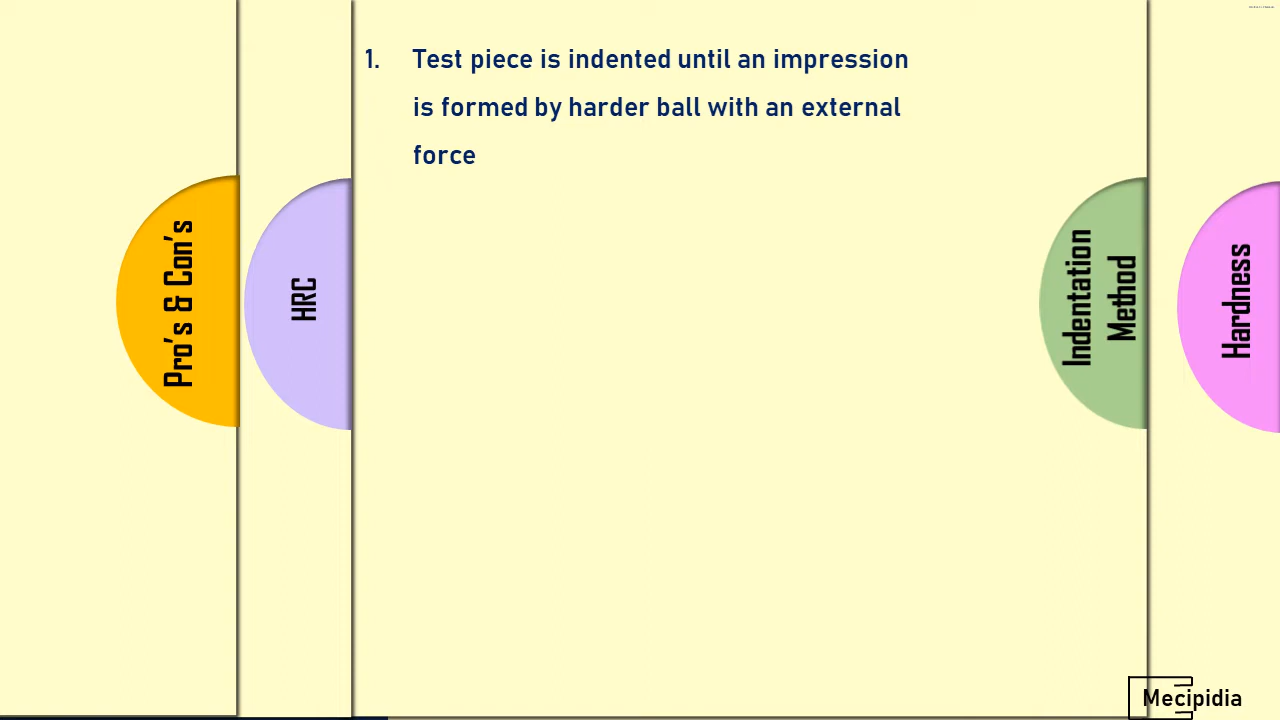 1. Test piece is indented until an impression
is formed by harder ball with an external
force
Pro's & Con's
HRC
Indentation
Method
Hardness
Mecipidia